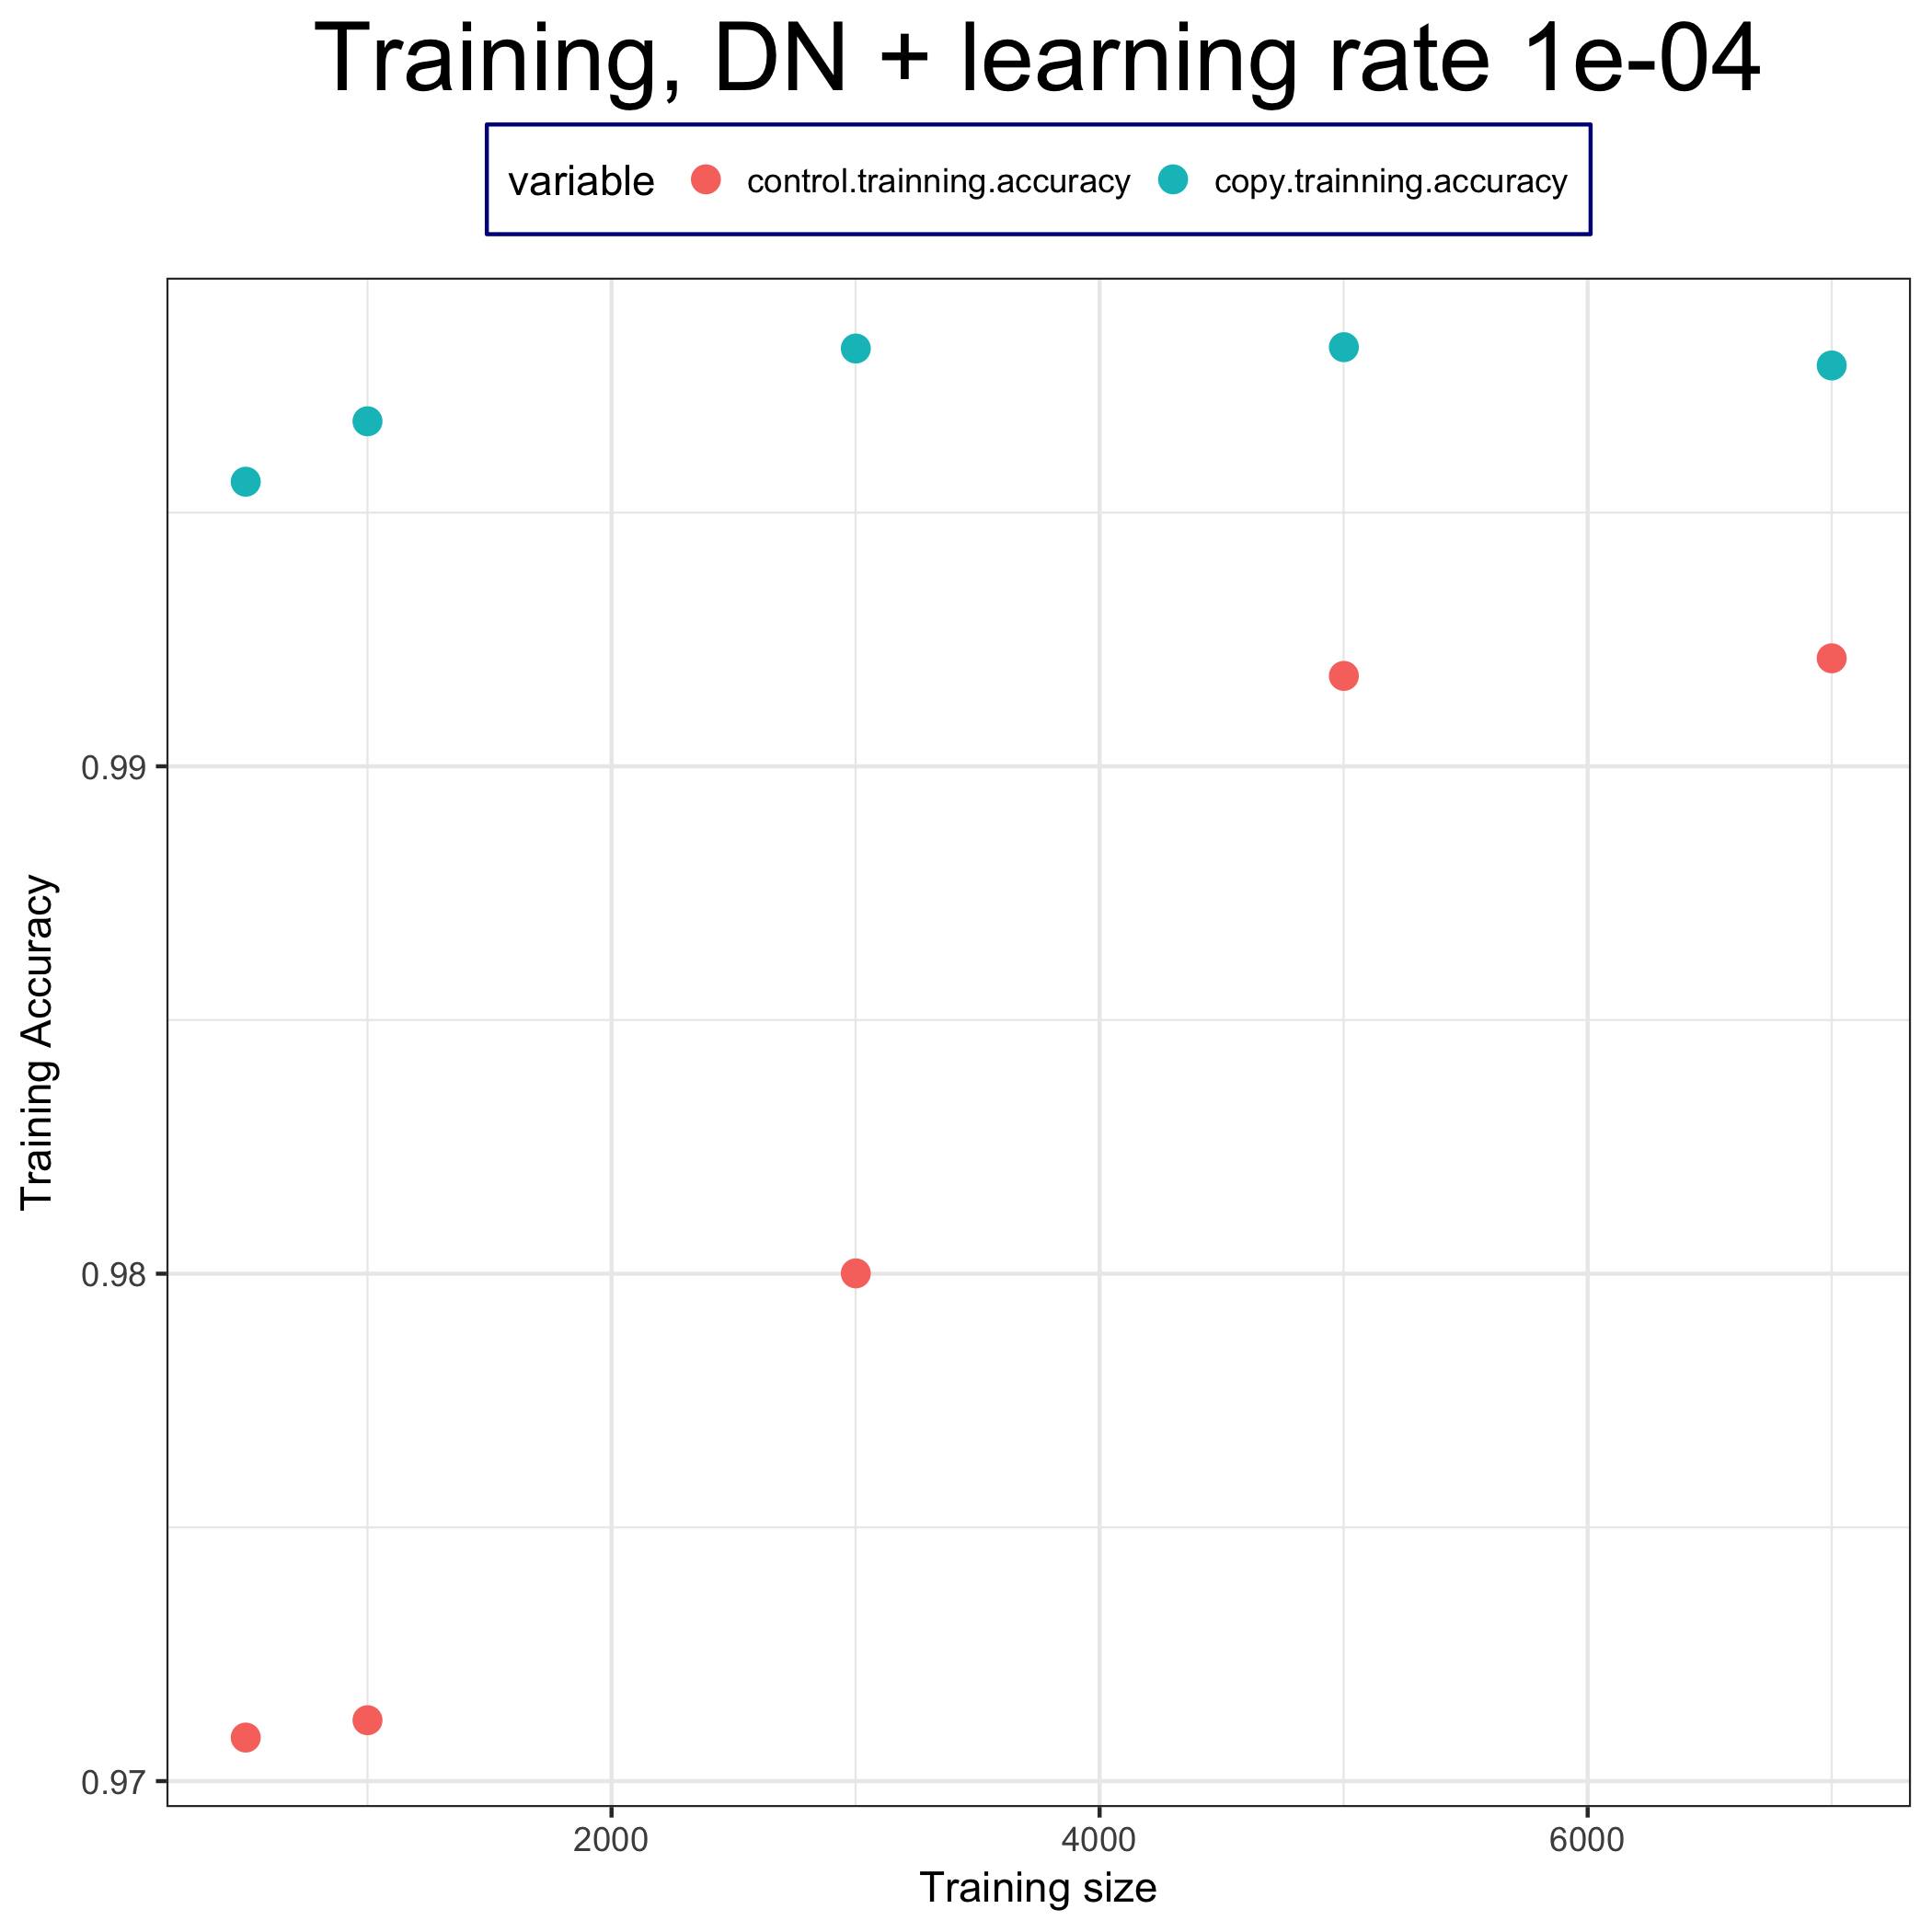 Training, DN + learning rate 1e-04
variable control.trainning.accuracy copy.trainning.accuracy
0.99
0.98
0.97
Training Accuracy
2000 4000 6000
Training size